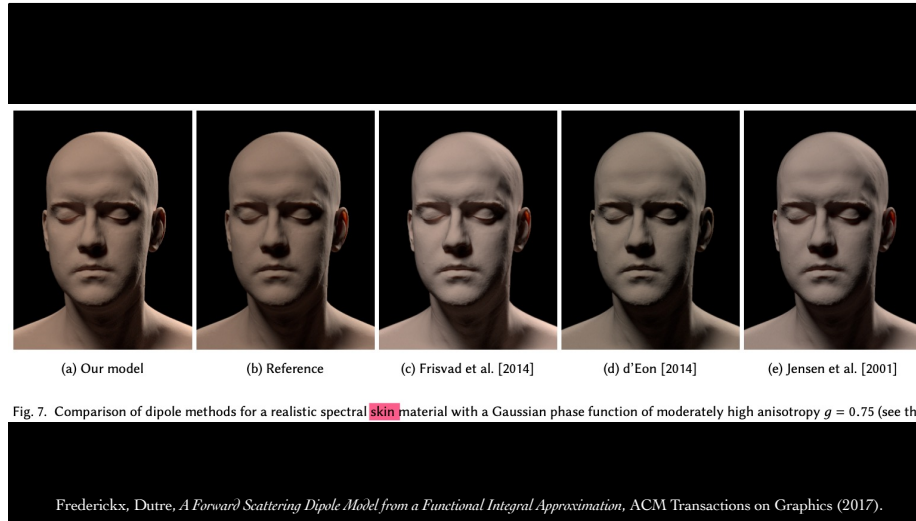 (a) Our model
(b) Reference
(c) Frisvad et al. [2014]
(d) d'Eon [2014]
(e) Jensen et al. [2001]
Fig. 7. Comparison of dipole methods for a realistic spectral skin material with a Gaussian phase function of moderately high anisotropy g = 0.75 (see th
Frederickx, Dutre, A Forward Scattering Dipole Model from a Functional Integral Approximation, ACM Transactions on Graphics (2017).